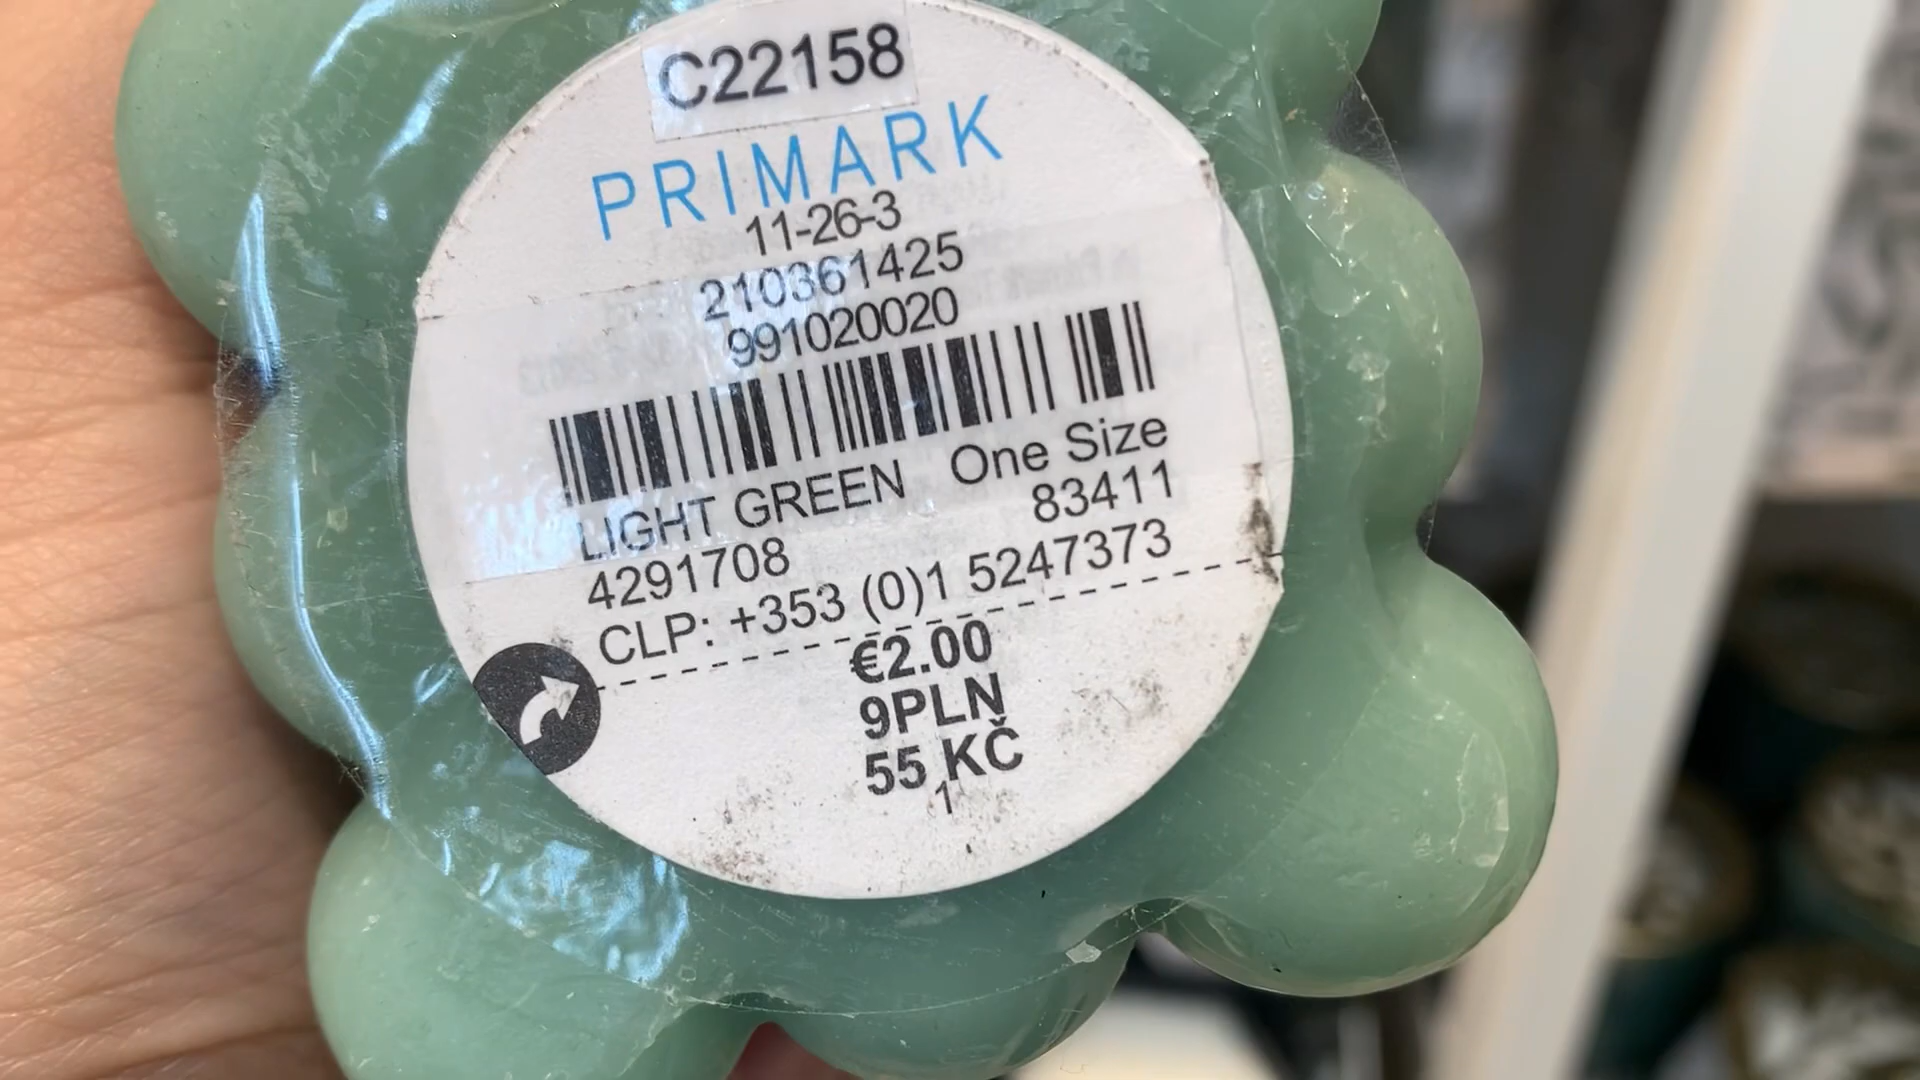 C22158
PRIMARK
11-26-3
210361425
991020020
LIGHT GREEN One Size
4291708 83411
CLP: +353 (0)1 5247373
€2.00
9PLN
55 KČ
1